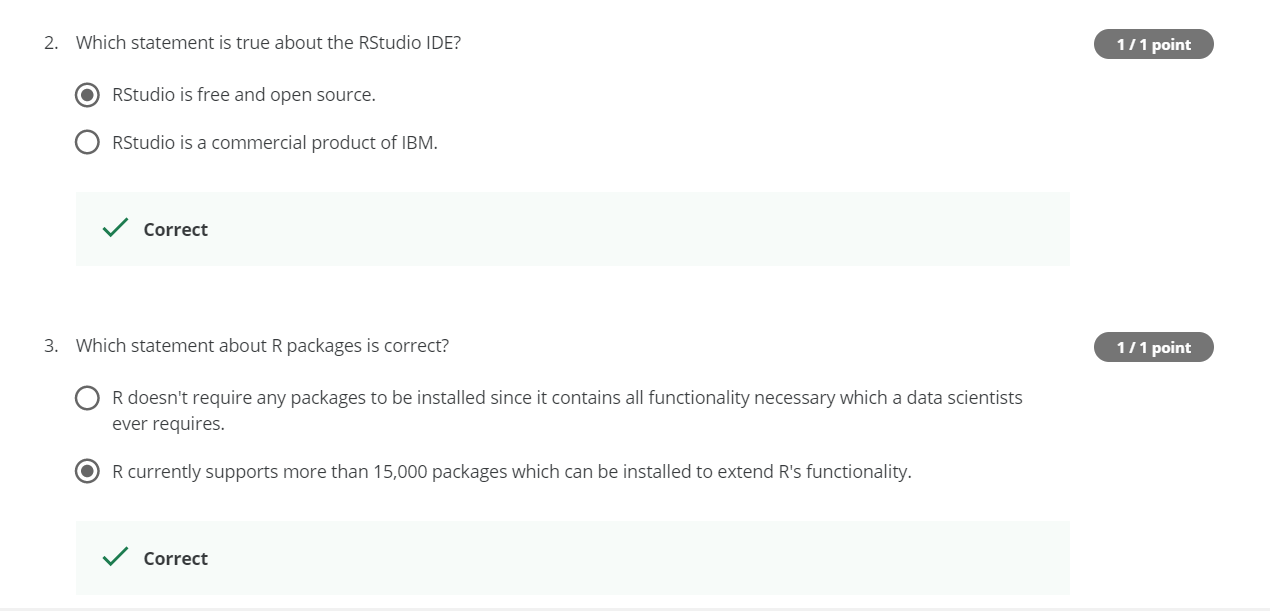 2. Which statement is true about the RStudio IDE?
1 / 1 point
RStudio is free and open source.
RStudio is a commercial product of IBM.
Correct
3. Which statement about R packages is correct?
1 / 1 point
R doesn't require any packages to be installed since it contains all functionality necessary which a data scientists
ever requires.
R currently supports more than 15,000 packages which can be installed to extend R's functionality.
Correct